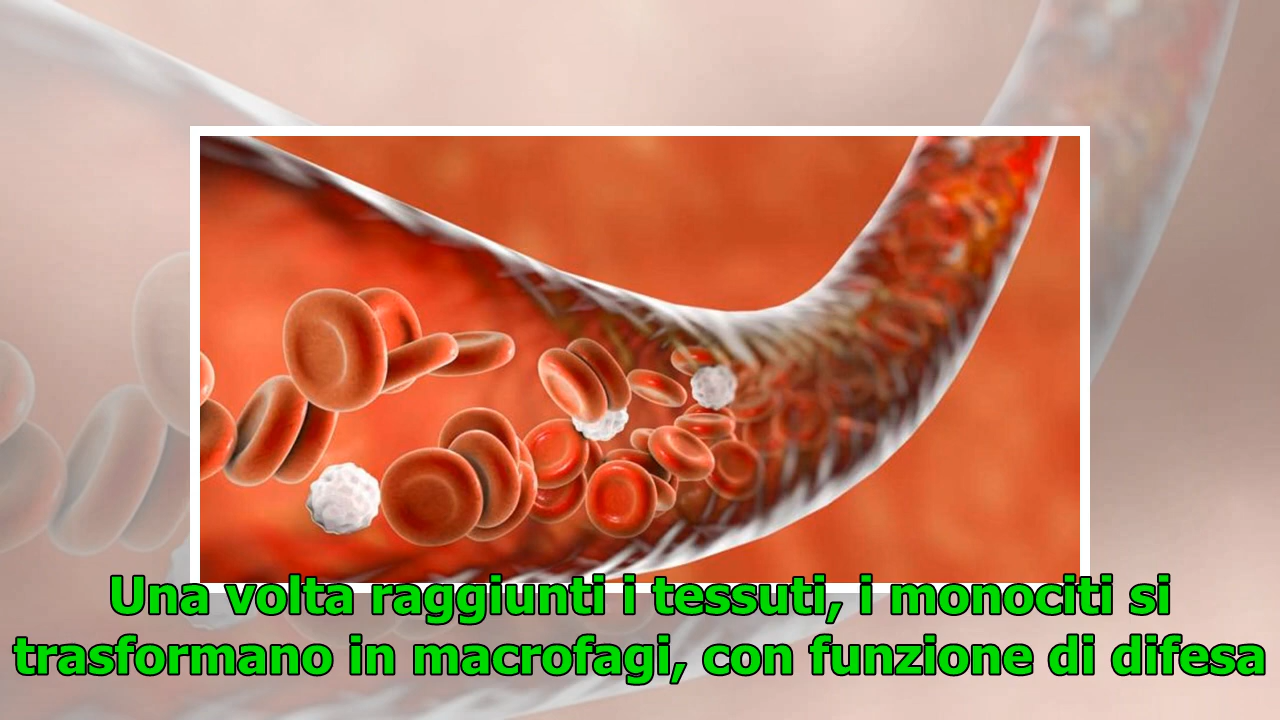 Una volta raggiunti i tessuti, i monociti si
trasformano in macrofagi, con funzione di difesa